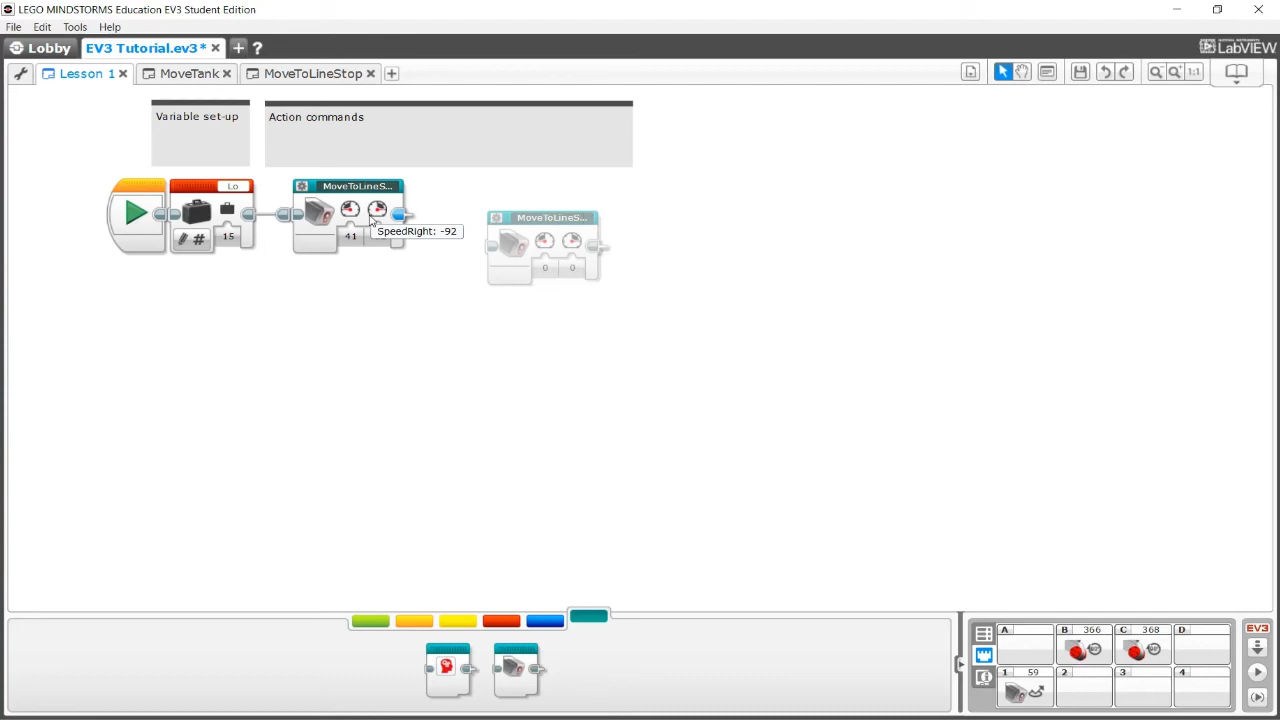 LEGO MINDSTORMS Education EV3 Student Edition
File Edit Tools Help
Lobby EV3 Tutorial.ev3* + ? LabVIEW
Lesson 1 MoveTank MoveToLineStop 1:1
Variable set-up Action commands
Lo MoveToLineS...
MoveToLineS...
SpeedRight: -92
15 41
0 0
A B 366 C 368 D EV3
1 59 2 3 4